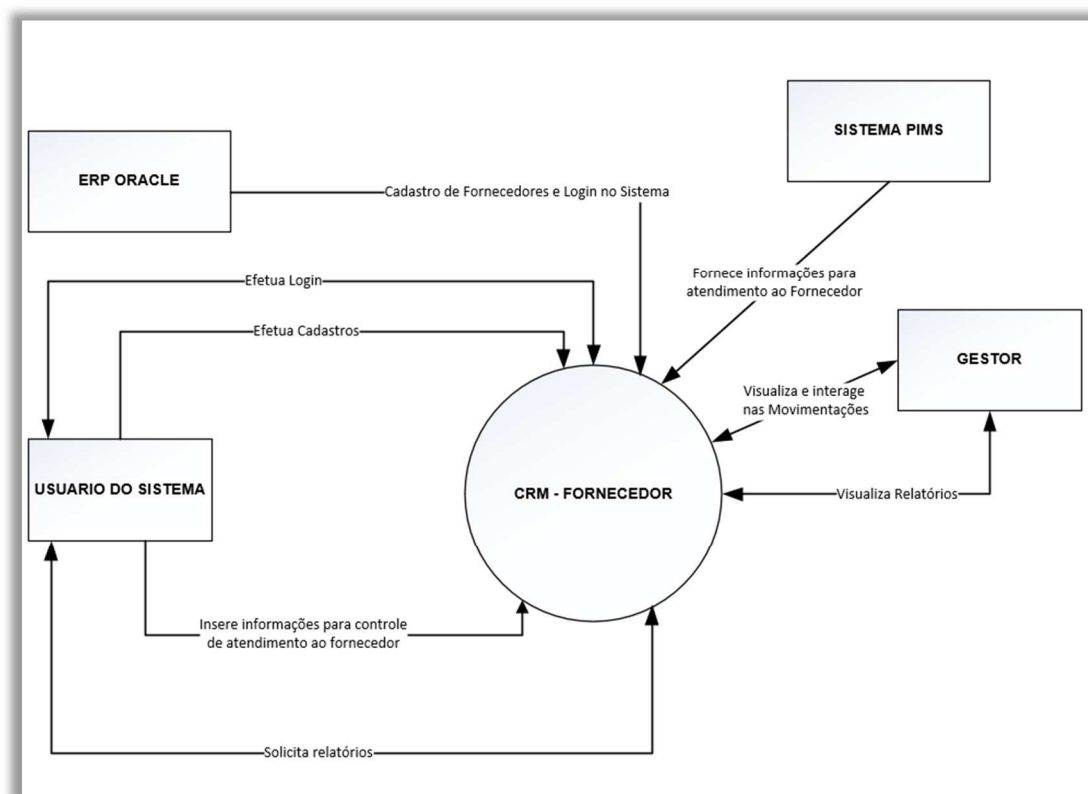 SISTEMA PIMS
ERP ORACLE
Cadastro de Fornecedores e Login no Sistema
Fornece informações para
atendimento ao Fornecedor
Efetua Login
Efetua Cadastros
GESTOR
Visualiza e interage
nas Movimentações
USUARIO DO SISTEMA
CRM - FORNECEDOR
Visualiza Relatórios
Insere informações para controle
de atendimento ao fornecedor
Solicita relatórios